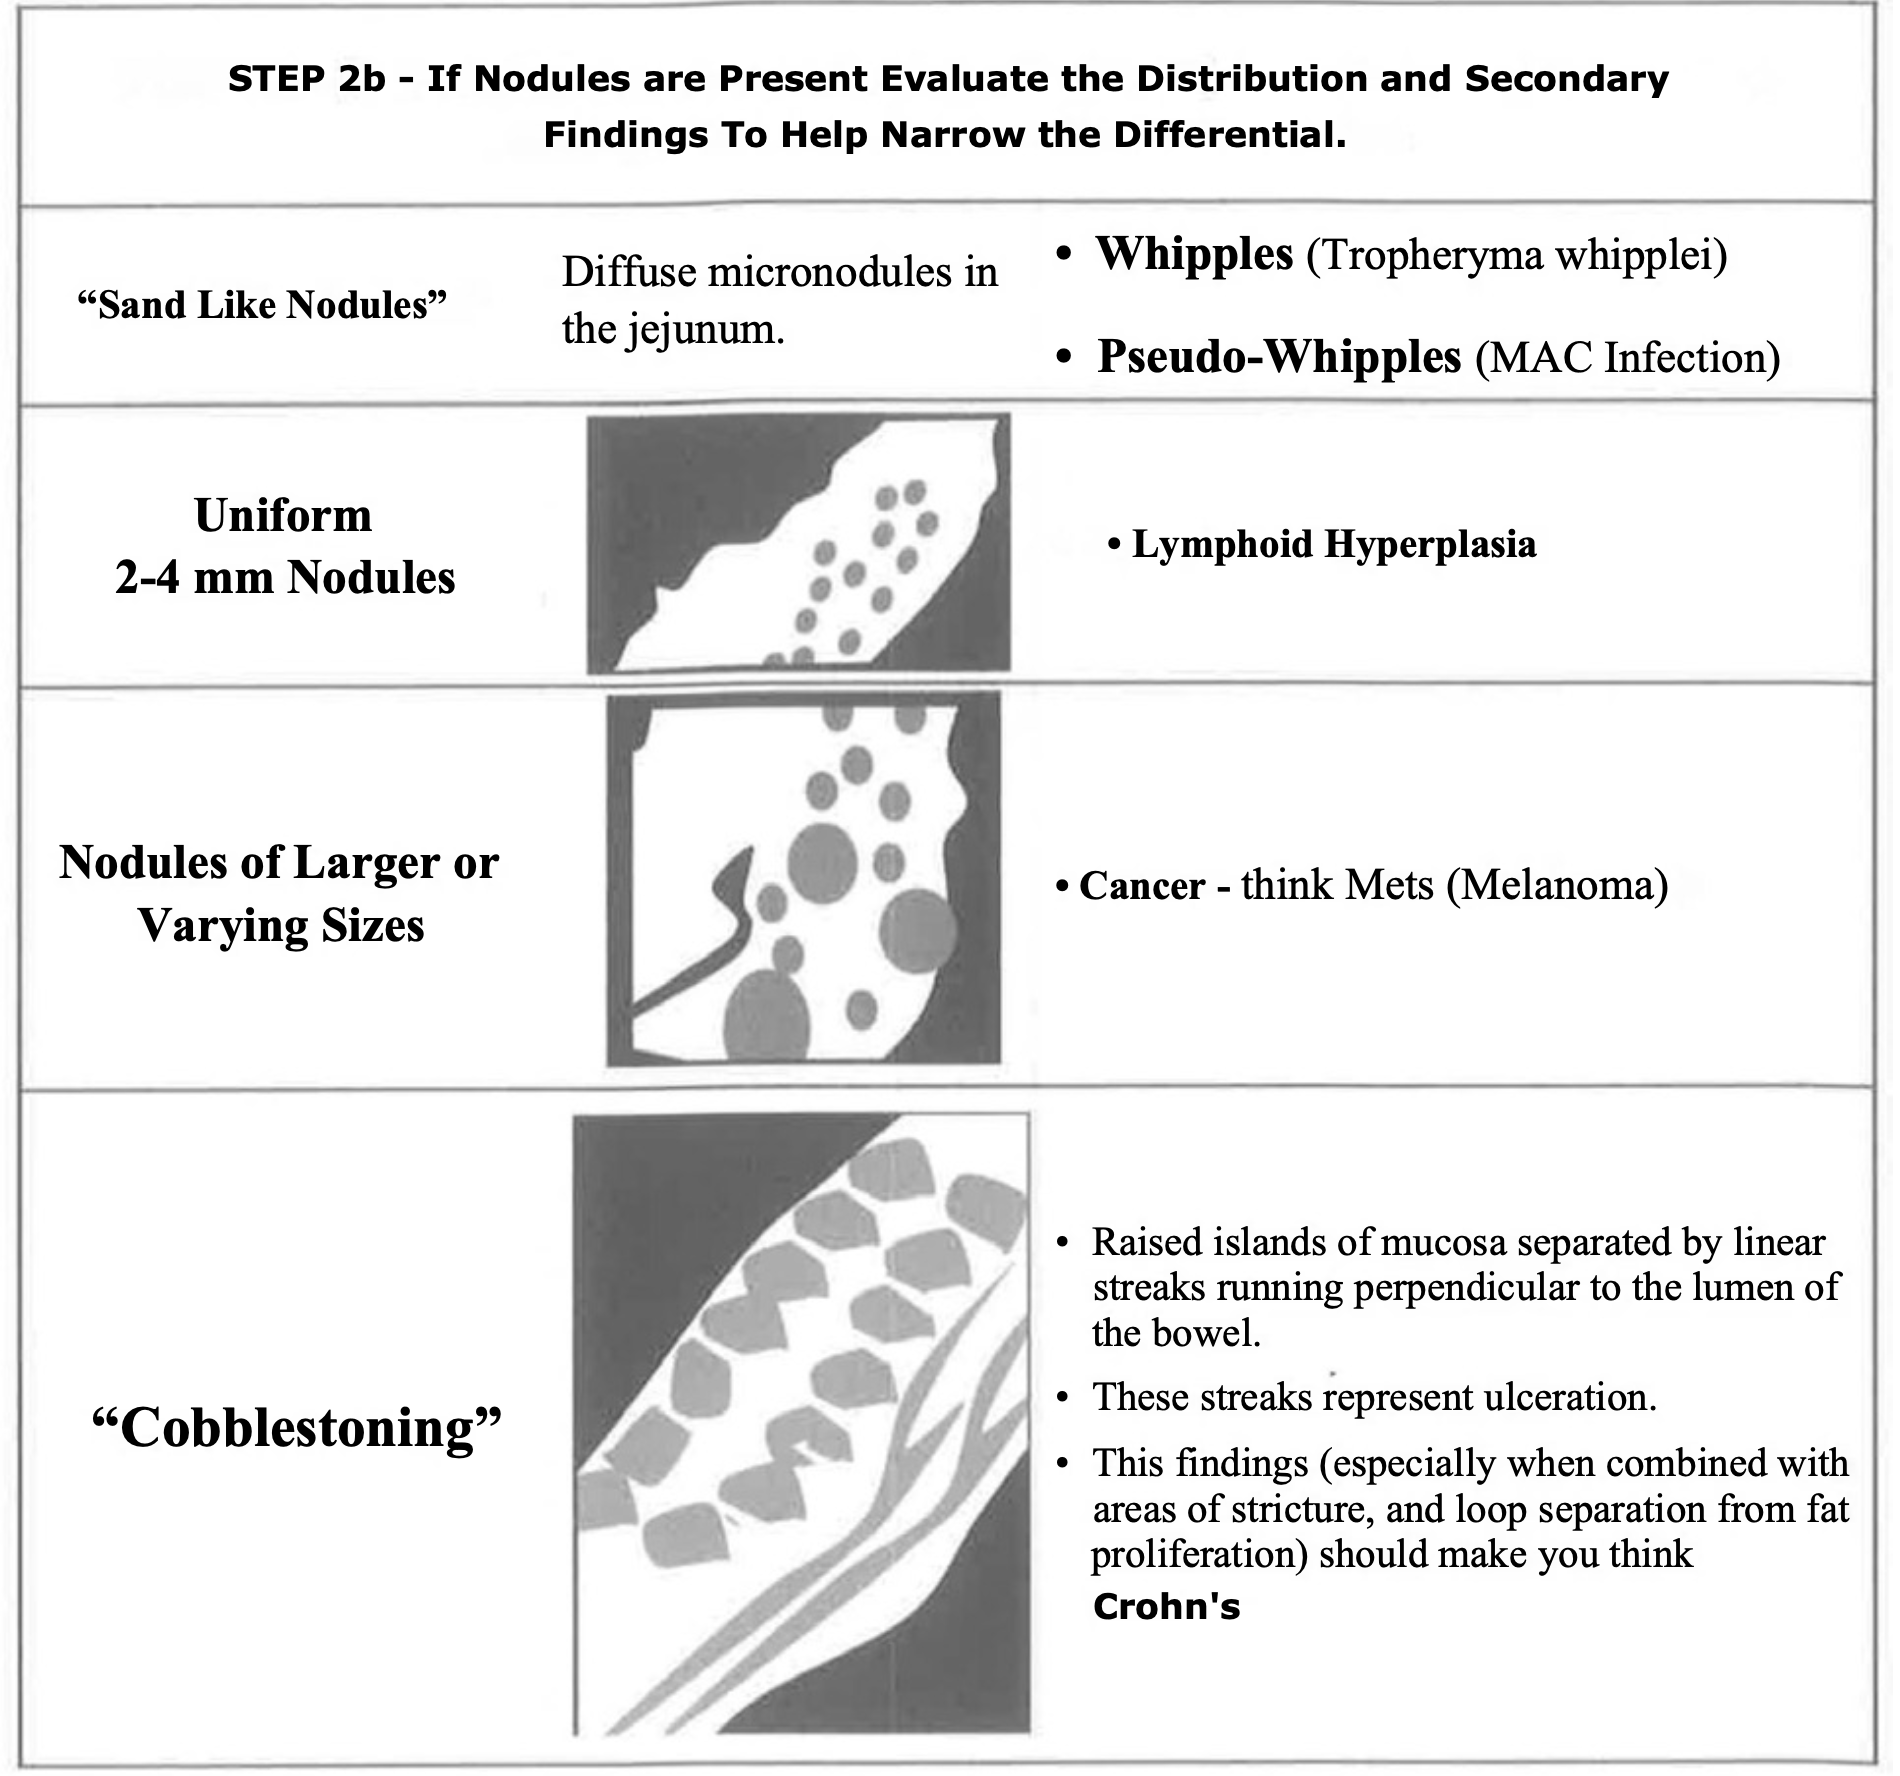 STEP 2b - If Nodules are Present Evaluate the Distribution and Secondary
Findings To Help Narrow the Differential.
“Sand Like Nodules”
Diffuse micronodules in
the jejunum.
• Whipples (Tropheryma whipplei)
• Pseudo-Whipples (MAC Infection)
Uniform
2-4 mm Nodules
• Lymphoid Hyperplasia
Nodules of Larger or
Varying Sizes
• Cancer - think Mets (Melanoma)
“Cobblestoning”
• Raised islands of mucosa separated by linear
streaks running perpendicular to the lumen of
the bowel.
• These streaks represent ulceration.
• This findings (especially when combined with
areas of stricture, and loop separation from fat
proliferation) should make you think
Crohn's